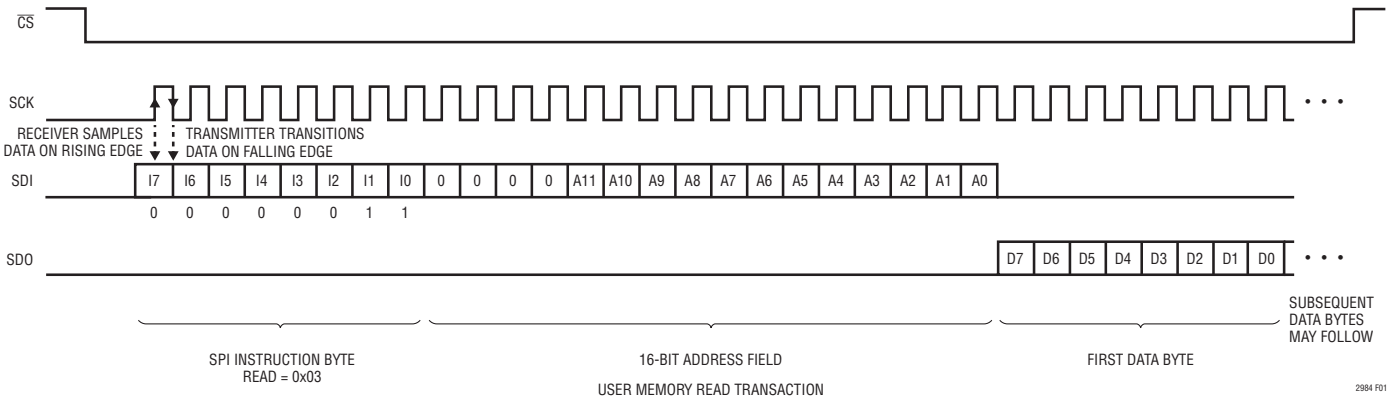 CS
SCK
• • •
RECEIVER SAMPLES
DATA ON RISING EDGE
TRANSMITTER TRANSITIONS
DATA ON FALLING EDGE
SDI I7 I6 I5 I4 I3 I2 I1 I0 0 0 0 0 A11 A10 A9 A8 A7 A6 A5 A4 A3 A2 A1 A0
0 0 0 0 0 0 1 1
SDO D7 D6 D5 D4 D3 D2 D1 D0 • • •
SPI INSTRUCTION BYTE
READ = 0x03
16-BIT ADDRESS FIELD
FIRST DATA BYTE
SUBSEQUENT
DATA BYTES
MAY FOLLOW
USER MEMORY READ TRANSACTION
2984 F01